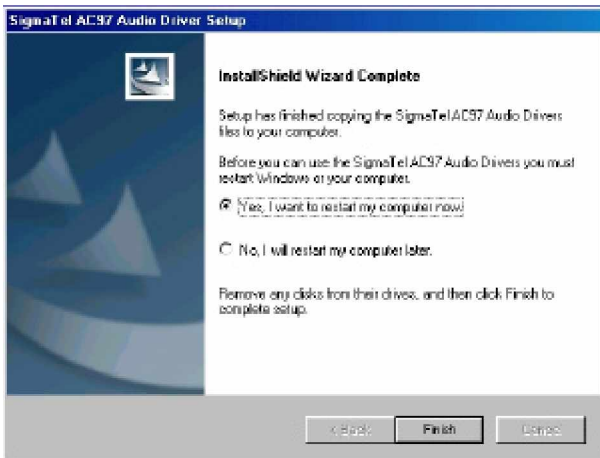 SigmaTel AC97 Audio Driver Setup
InstallShield Wizard Complete
Setup has finished copying the SigmaTel AC97 Audio Drivers
files to your computer.
Before you can use the SigmaTel AC97 Audio Drivers you must
restart Windows or your computer.
Yes, I want to restart my computer now.
No, I will restart my computer later.
Remove any disks from their drives, and then click Finish to
complete setup.
< Back
Finish
Cancel